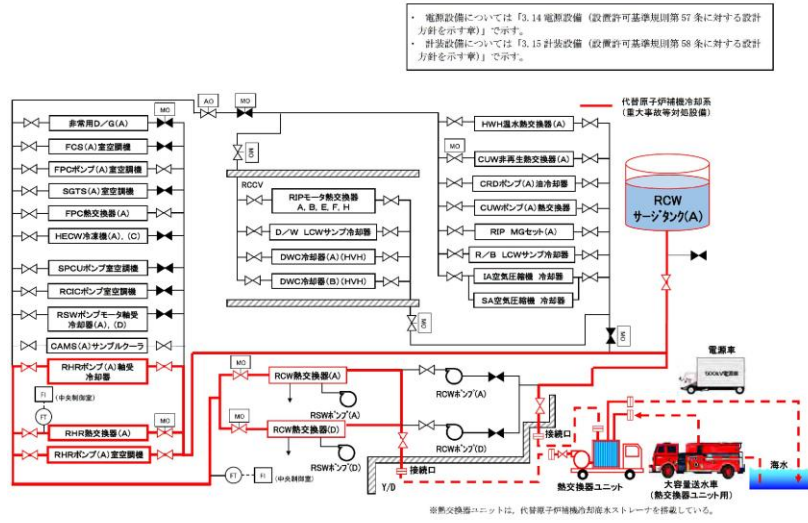 ・ 電源設備については「3.14 電源設備（設置許可基準規則第57条に対する設計
方針を示す章）」で示す。
・ 計装設備については「3.15 計装設備（設置許可基準規則第58条に対する設計
方針を示す章）」で示す。
代替原子炉補機冷却系
（重大事故等対処設備）
AO
MO
MO
非常用D／G(A)
FCS(A)室空調機
FPCポンプ(A)室空調機
SGTS(A)室空調機
FPC熱交換器(A)
HECW冷凍機(A), (C)
SPCUポンプ室空調機
RCICポンプ室空調機
RSWポンプモータ軸受
冷却器(A), (D)
CAMS(A)サンプルクーラ
RHRポンプ(A)軸受
冷却器
FI
(中央制御室)
FT
MO
RHR熱交換器(A)
RHRポンプ(A)室空調機
MO
RCCV
RIPモータ熱交換器
A, B, E, F, H
D／W LCWサンプ冷却器
DWC冷却器(A)(HVH)
DWC冷却器(B)(HVH)
MO
HWH温水熱交換器(A)
MO
CUW非再生熱交換器(A)
CRDポンプ(A)油冷却器
CUWポンプ(A)熱交換器
RIP MGセット(A)
R／B LCWサンプ冷却器
IA空気圧縮機 冷却器
SA空気圧縮機 冷却器
MO
RCW
サージタンク(A)
MO
RCW熱交換器(A)
RSWポンプ(A)
RCWポンプ(A)
MO
RCW熱交換器(D)
RSWポンプ(D)
RCWポンプ(D)
FT
FI
(中央制御室)
接続口
接続口
Y/D
電源車
500kVA電源車
熱交換器ユニット
大容量送水車
(熱交換器ユニット用)
海水
※熱交換器ユニットは、代替原子炉補機冷却海水ストレーナを搭載している。